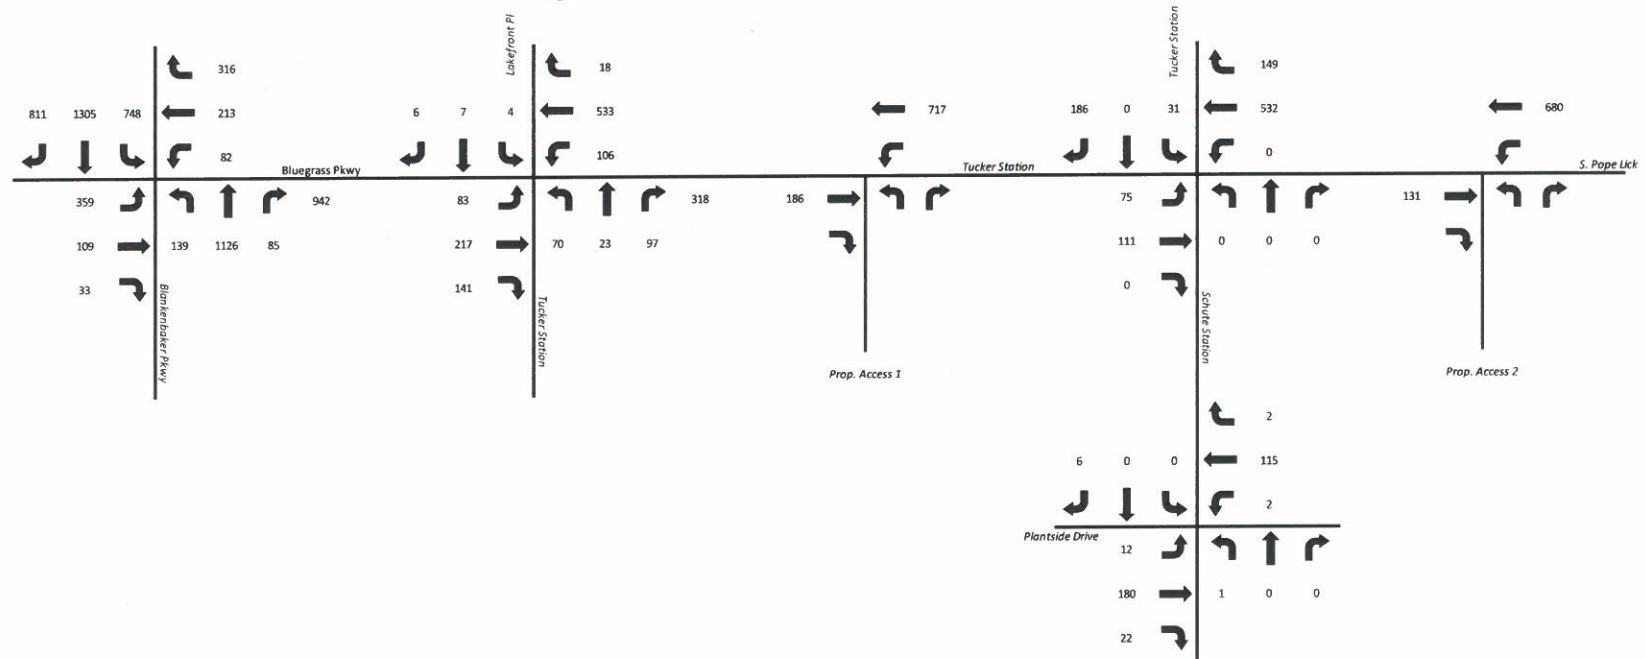 Lakefront Pl
Tucker Station
316
18
149
811 1305 748 213
6 7 4 533
717
186 0 31 532
680
82
106
0
Bluegrass Pkwy
Tucker Station
S. Pope Lick
359 942
83 318
186
75
131
109 139 1126 85
217 70 23 97
111 0 0 0
33
141
0
Blankenbaker Pkwy
Tucker Station
Schute Station
Prop. Access 1
Prop. Access 2
2
6 0 0 115
2
Plantside Drive
12
180 1 0 0
22